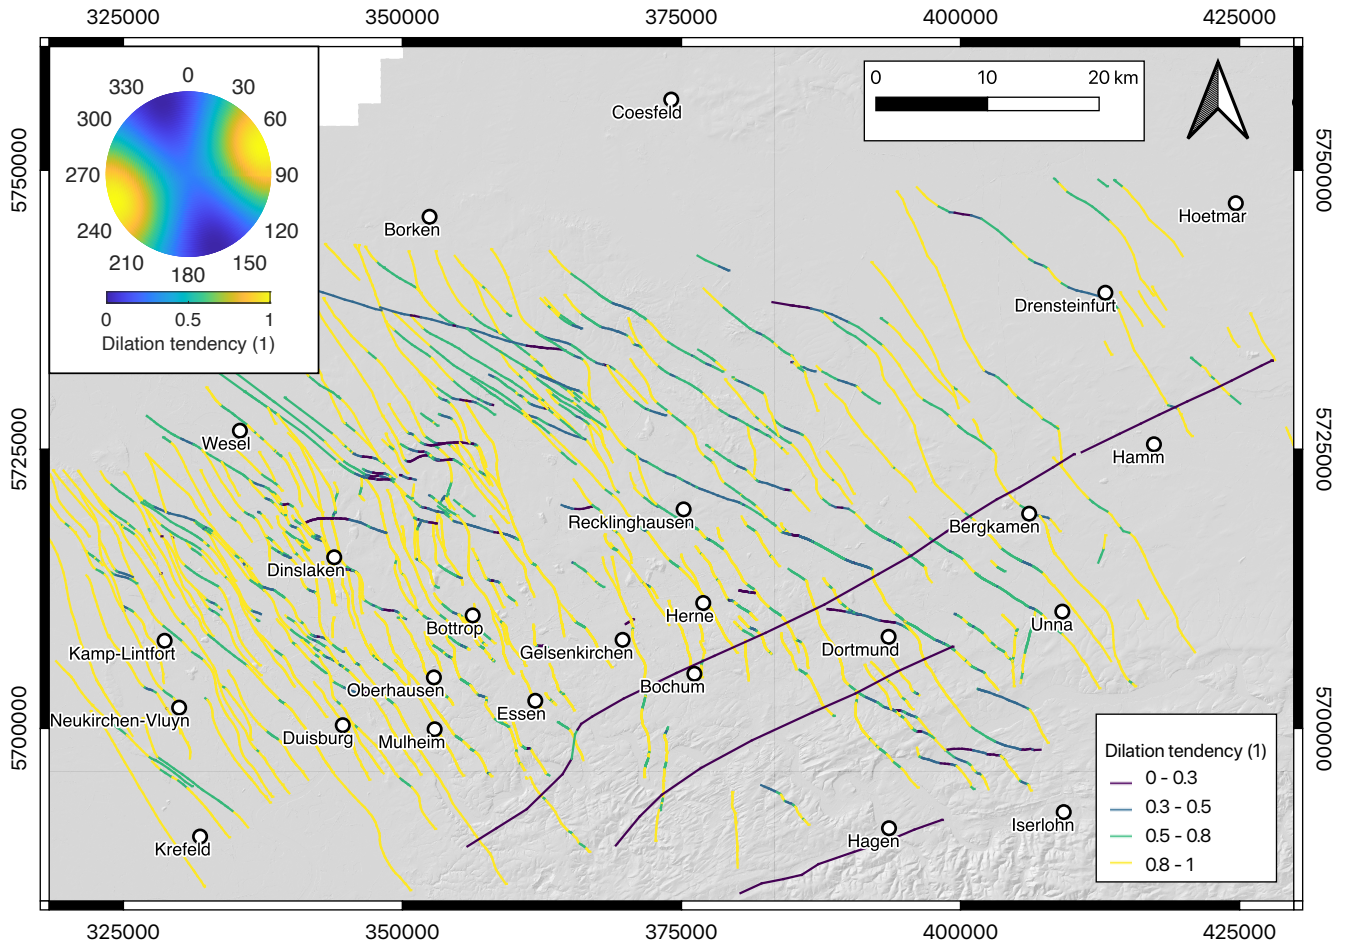 325000 350000 375000 400000 425000
0 10 20 km
0
330 30
300 60
270 90
240 120
210 150
180
0 0.5 1
Dilation tendency (1)
5750000
5725000
5700000
5750000
5725000
5700000
Coesfeld
Hoetmar
Borken
Drensteinfurt
Wesel
Hamm
Recklinghausen
Bergkamen
Dinslaken
Herne
Bottrop
Unna
Gelsenkirchen
Dortmund
Kamp-Lintfort
Bochum
Oberhausen
Essen
Neukirchen-Vluyn
Duisburg
Mulheim
Iserlohn
Hagen
Krefeld
Dilation tendency (1)
0 - 0.3
0.3 - 0.5
0.5 - 0.8
0.8 - 1
325000 350000 375000 400000 425000